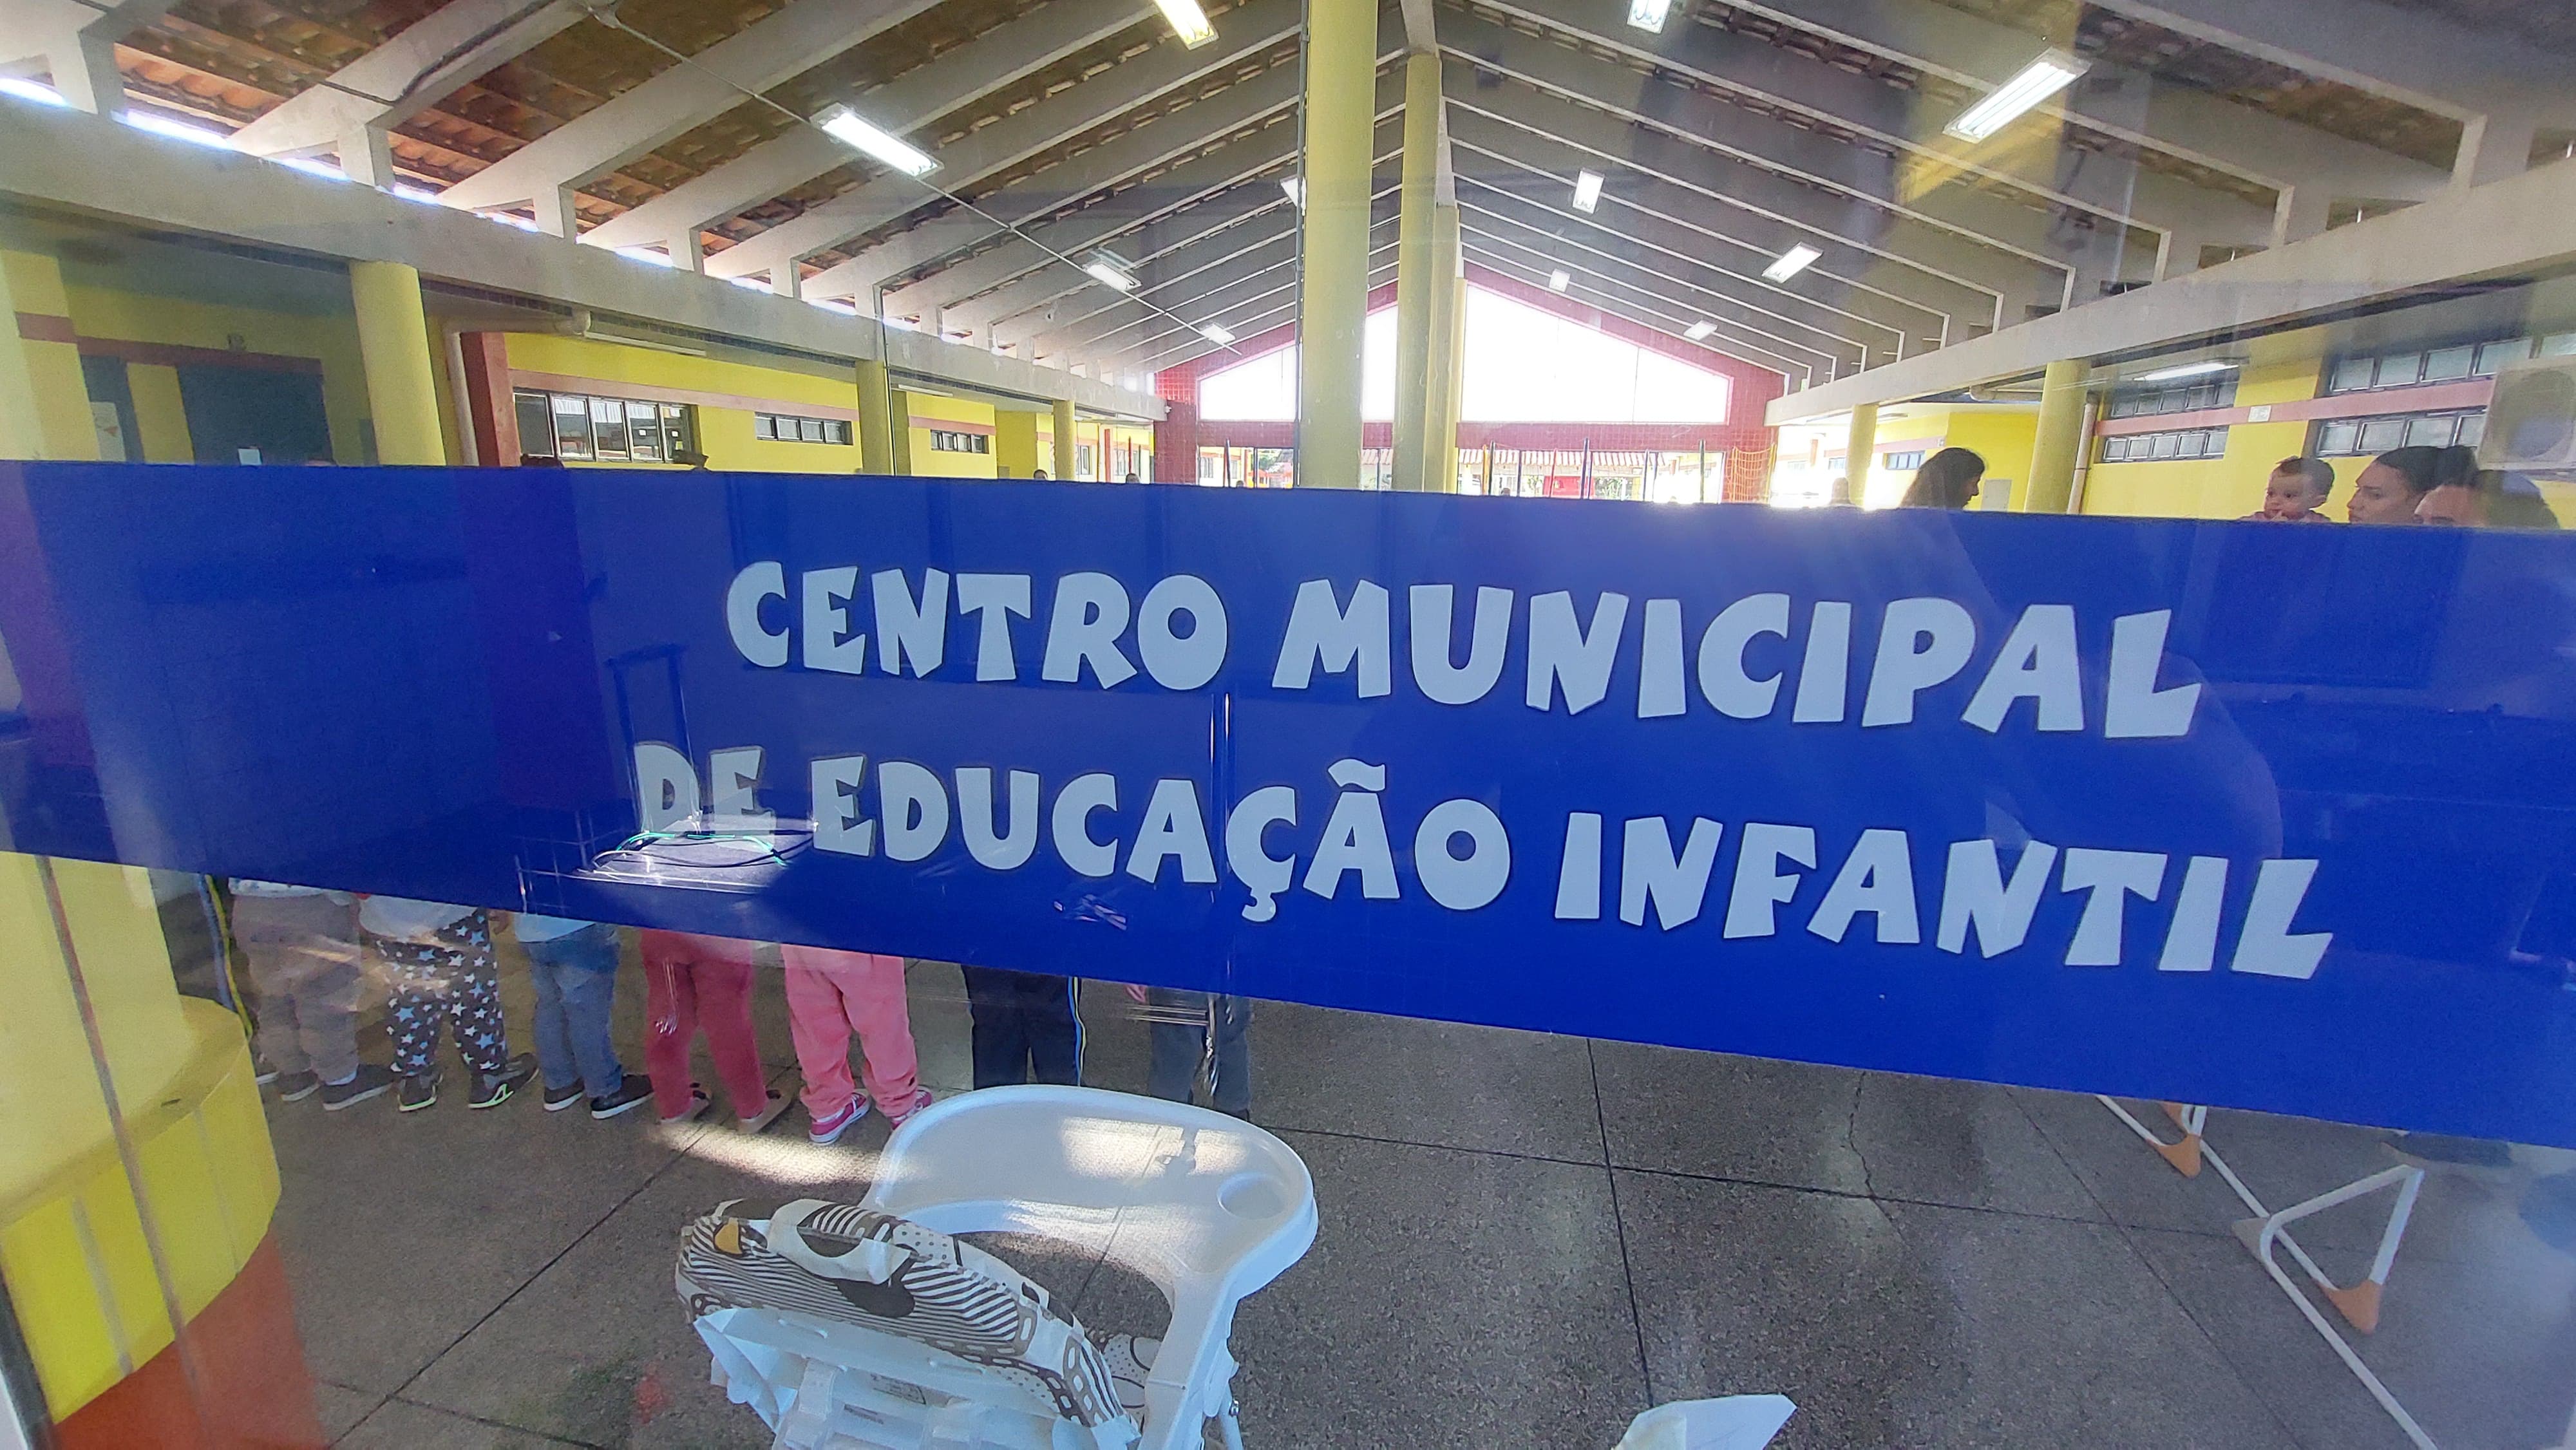 CENTRO MUNICIPAL
DE EDUCAÇÃO INFANTIL